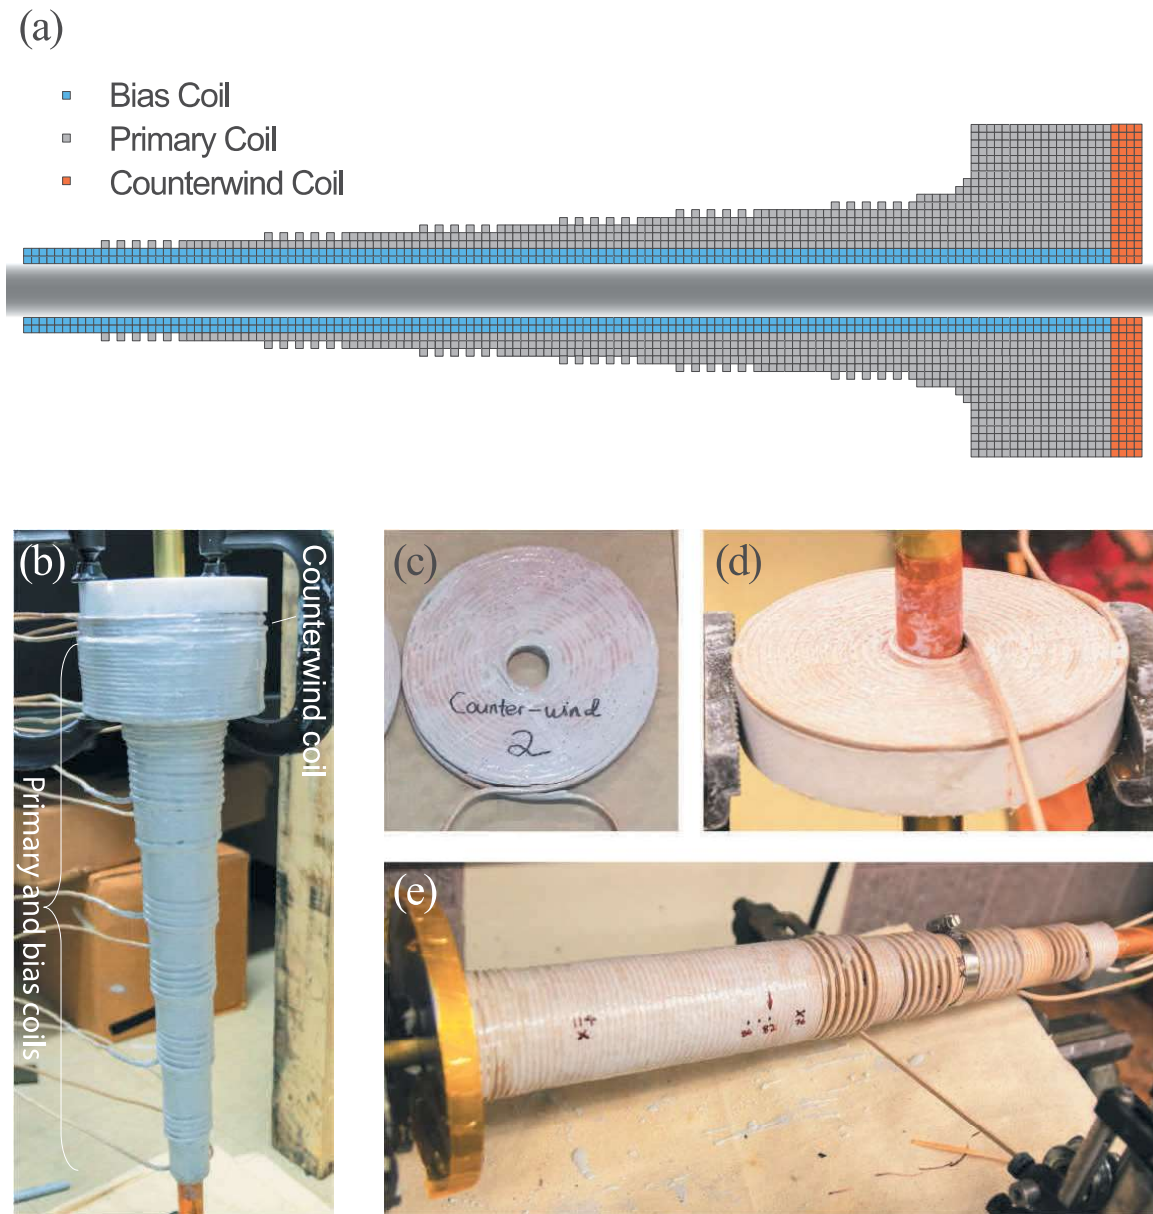 (a)
Bias Coil
Primary Coil
Counterwind Coil
(b)
Counterwind coil
Primary and bias coils
(c)
Counter-wind
2
(d)
(e)